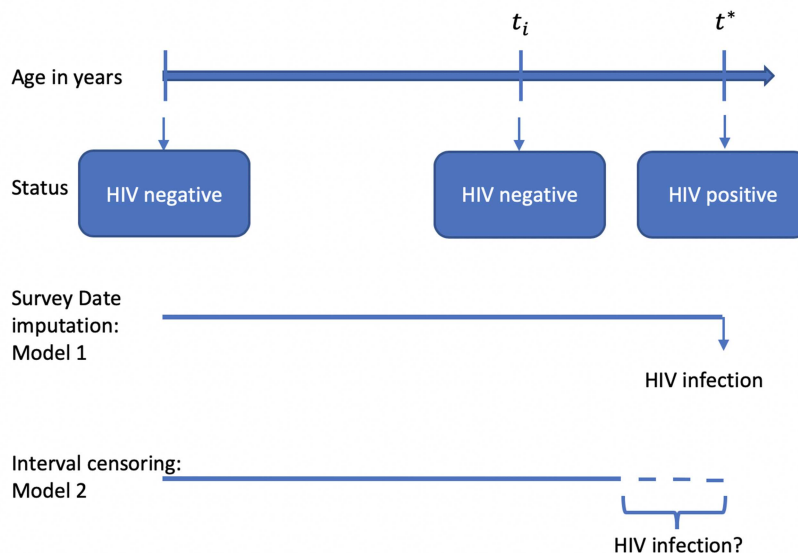 t_i t*
Age in years
Status HIV negative HIV negative HIV positive
Survey Date
imputation:
Model 1
HIV infection
Interval censoring:
Model 2
HIV infection?